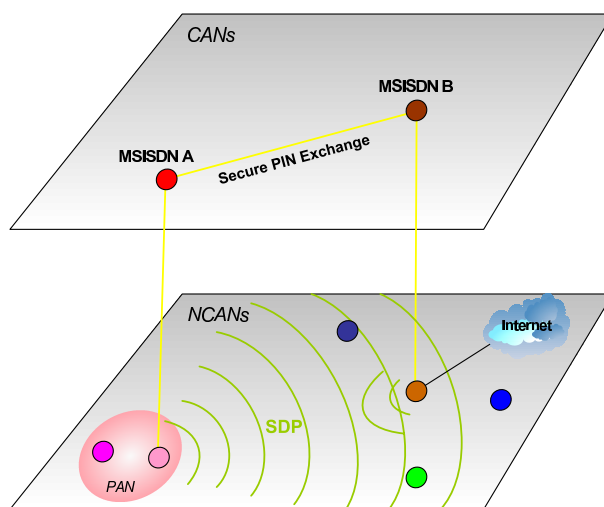 CANs
MSISDN B
MSISDN A
Secure PIN Exchange
NCANs
Internet
SDP
PAN